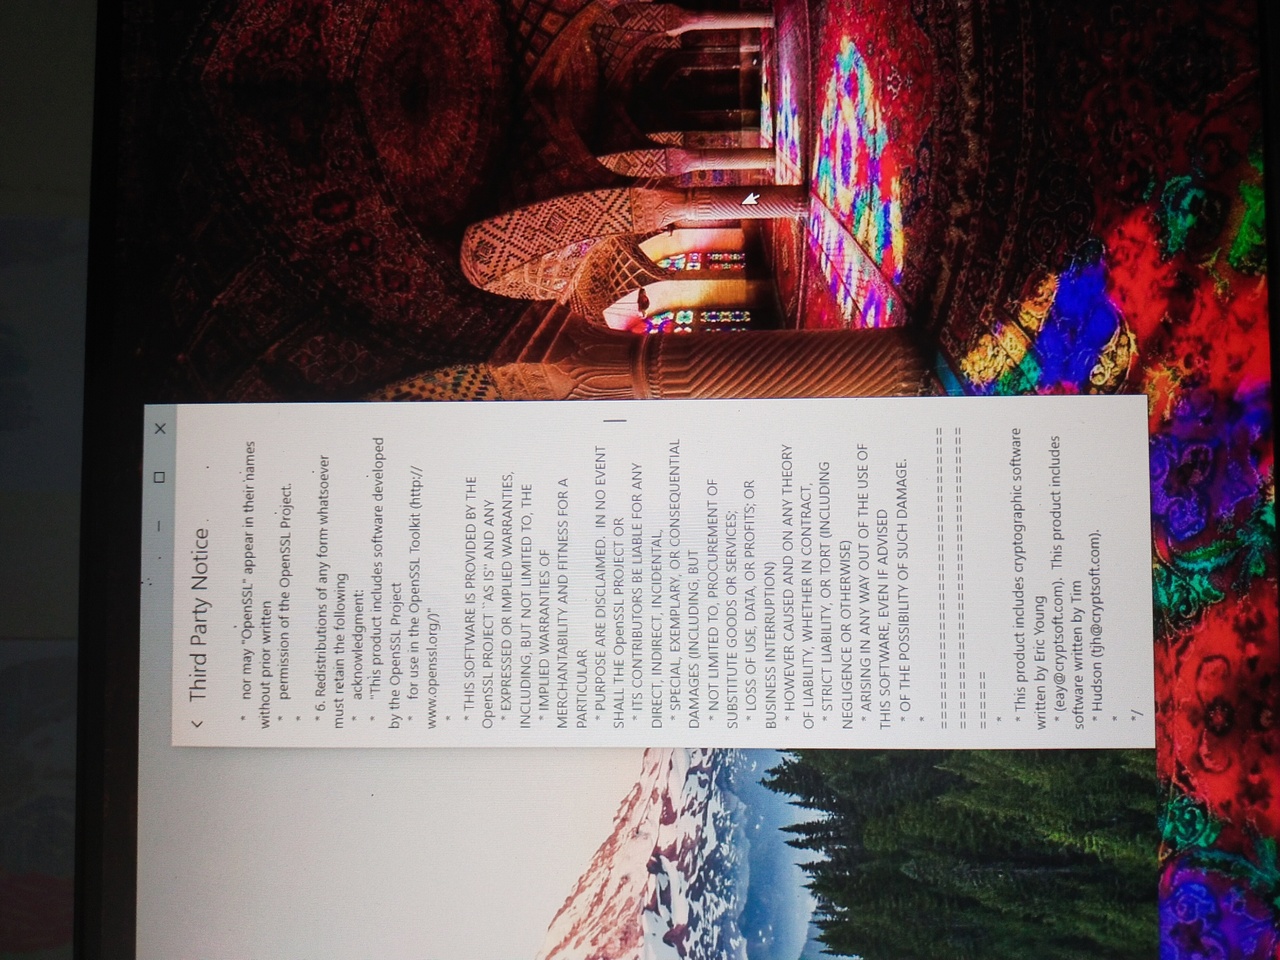 Third Party Notice
* nor may "OpenSSL" appear in their names
without prior written
* permission of the OpenSSL Project.
*
* 6. Redistributions of any form whatsoever
must retain the following
* acknowledgment:
* "This product includes software developed
by the OpenSSL Project
* for use in the OpenSSL Toolkit (http://
www.openssl.org/)"
*
* THIS SOFTWARE IS PROVIDED BY THE
OpenSSL PROJECT ``AS IS'' AND ANY
* EXPRESSED OR IMPLIED WARRANTIES,
INCLUDING, BUT NOT LIMITED TO, THE
* IMPLIED WARRANTIES OF
MERCHANTABILITY AND FITNESS FOR A
PARTICULAR
* PURPOSE ARE DISCLAIMED.  IN NO EVENT
SHALL THE OpenSSL PROJECT OR
* ITS CONTRIBUTORS BE LIABLE FOR ANY
DIRECT, INDIRECT, INCIDENTAL,
* SPECIAL, EXEMPLARY, OR CONSEQUENTIAL
DAMAGES (INCLUDING, BUT
* NOT LIMITED TO, PROCUREMENT OF
SUBSTITUTE GOODS OR SERVICES;
* LOSS OF USE, DATA, OR PROFITS; OR
BUSINESS INTERRUPTION)
* HOWEVER CAUSED AND ON ANY THEORY
OF LIABILITY, WHETHER IN CONTRACT,
* STRICT LIABILITY, OR TORT (INCLUDING
NEGLIGENCE OR OTHERWISE)
* ARISING IN ANY WAY OUT OF THE USE OF
THIS SOFTWARE, EVEN IF ADVISED
* OF THE POSSIBILITY OF SUCH DAMAGE.
*
===============================
===============================
======
*
* This product includes cryptographic software
written by Eric Young
* (eay@cryptsoft.com).  This product includes
software written by Tim
* Hudson (tjh@cryptsoft.com).
*
*/